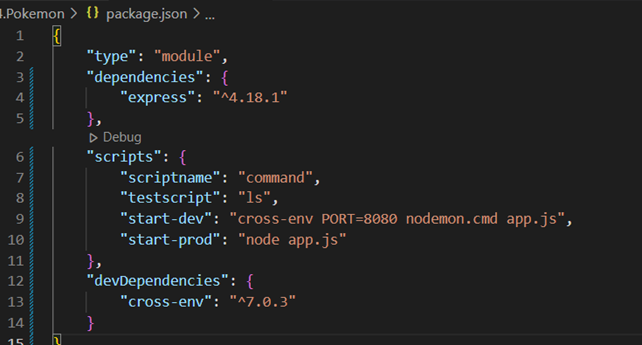 4.Pokemon > {} package.json > ...
1 {
2 "type": "module",
3 "dependencies": {
4 "express": "^4.18.1"
5 },
Debug
6 "scripts": {
7 "scriptname": "command",
8 "testscript": "ls",
9 "start-dev": "cross-env PORT=8080 nodemon.cmd app.js",
10 "start-prod": "node app.js"
11 },
12 "devDependencies": {
13 "cross-env": "^7.0.3"
14 }
15 }